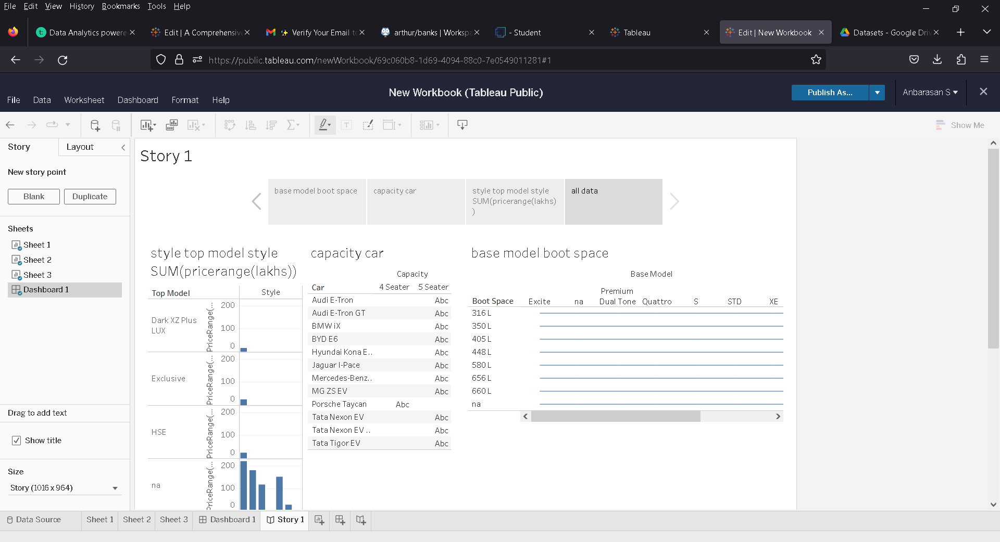 File Edit View History Bookmarks Tools Help
Data Analytics powere
Edit | A Comprehensiv
Verify Your Email to
arthur/banks | Workspa
- Student
Tableau
Edit | New Workbook
Datasets - Google Driv
https://public.tableau.com/newWorkbook/69c060b8-1d69-4094-88c0-7e0549011281#1
New Workbook (Tableau Public)
Publish As...
Anbarasan S
File Data Worksheet Dashboard Format Help
Show Me
Story Layout
New story point
Blank Duplicate
Sheets
Sheet 1
Sheet 2
Sheet 3
Dashboard 1
Drag to add text
Show title
Size
Story (1016 x 964)
Story 1
base model boot space
capacity car
style top model style
SUM(pricerange(lakhs)
)
all data
style top model style
SUM(pricerange(lakhs))
Top Model Style
Dark XZ Plus
LUX
PriceRange(...
200
100
0
Exclusive
PriceRange(...
200
100
0
HSE
PriceRange(...
200
100
0
na
PriceRange(...
200
100
0
capacity car
Capacity
Car 4 Seater 5 Seater
Audi E-Tron Abc
Audi E-Tron GT Abc
BMW iX Abc
BYD E6 Abc
Hyundai Kona E.. Abc
Jaguar I-Pace Abc
Mercedes-Benz.. Abc
MG ZS EV Abc
Porsche Taycan Abc
Tata Nexon EV Abc
Tata Nexon EV .. Abc
Tata Tigor EV Abc
base model boot space
Base Model
Premium
Boot Space Excite na Dual Tone Quattro S STD XE
316 L
350 L
405 L
448 L
580 L
656 L
660 L
na
Data Source Sheet 1 Sheet 2 Sheet 3 Dashboard 1 Story 1